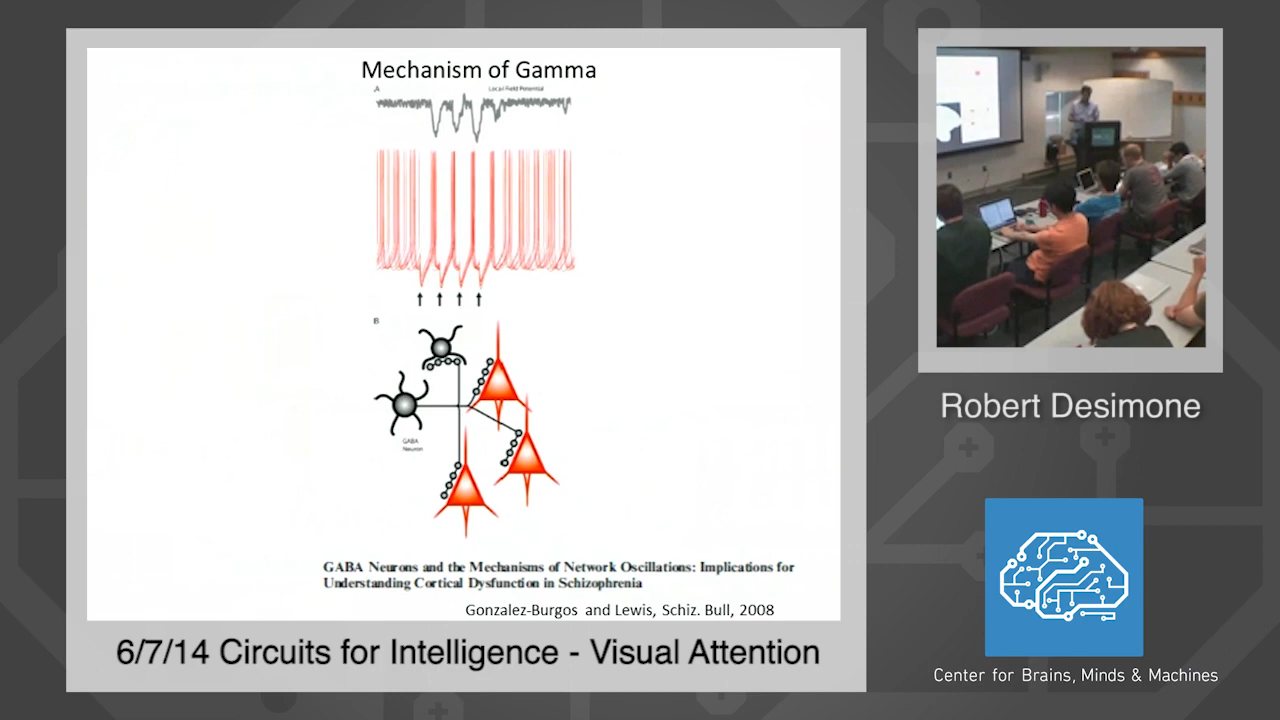 Mechanism of Gamma
A
Local Field Potential
B
GABA
Neuron
GABA Neurons and the Mechanisms of Network Oscillations: Implications for
Understanding Cortical Dysfunction in Schizophrenia
Gonzalez-Burgos and Lewis, Schiz. Bull, 2008
6/7/14 Circuits for Intelligence - Visual Attention
Robert Desimone
Center for Brains, Minds & Machines